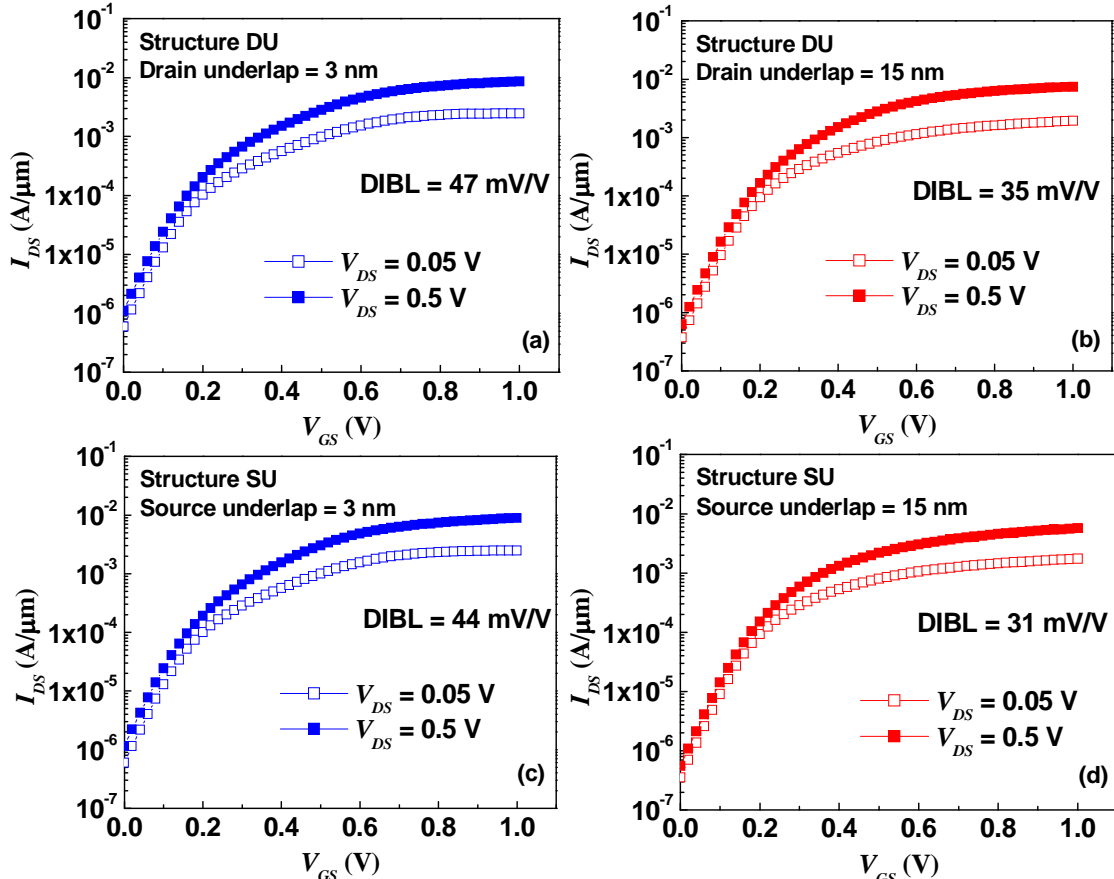 10⁻¹
10⁻²
10⁻³
1x10⁻⁴
1x10⁻⁵
10⁻⁶
10⁻⁷
I_DS (A/μm)
Structure DU
Drain underlap = 3 nm
DIBL = 47 mV/V
V_DS = 0.05 V
V_DS = 0.5 V
(a)
0.0 0.2 0.4 0.6 0.8 1.0
V_GS (V)
10⁻¹
10⁻²
10⁻³
1x10⁻⁴
1x10⁻⁵
10⁻⁶
10⁻⁷
I_DS (A/μm)
Structure DU
Drain underlap = 15 nm
DIBL = 35 mV/V
V_DS = 0.05 V
V_DS = 0.5 V
(b)
0.0 0.2 0.4 0.6 0.8 1.0
V_GS (V)
10⁻¹
10⁻²
10⁻³
1x10⁻⁴
1x10⁻⁵
10⁻⁶
10⁻⁷
I_DS (A/μm)
Structure SU
Source underlap = 3 nm
DIBL = 44 mV/V
V_DS = 0.05 V
V_DS = 0.5 V
(c)
0.0 0.2 0.4 0.6 0.8 1.0
V_GS (V)
10⁻¹
10⁻²
10⁻³
1x10⁻⁴
1x10⁻⁵
10⁻⁶
10⁻⁷
I_DS (A/μm)
Structure SU
Source underlap = 15 nm
DIBL = 31 mV/V
V_DS = 0.05 V
V_DS = 0.5 V
(d)
0.0 0.2 0.4 0.6 0.8 1.0
V_GS (V)